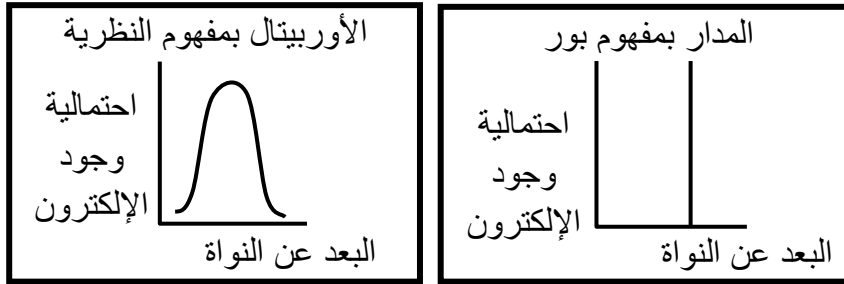 المدار بمفهوم بور
احتمالية
وجود
الإلكترون
البعد عن النواة
الأوربيتال بمفهوم النظرية
احتمالية
وجود
الإلكترون
البعد عن النواة